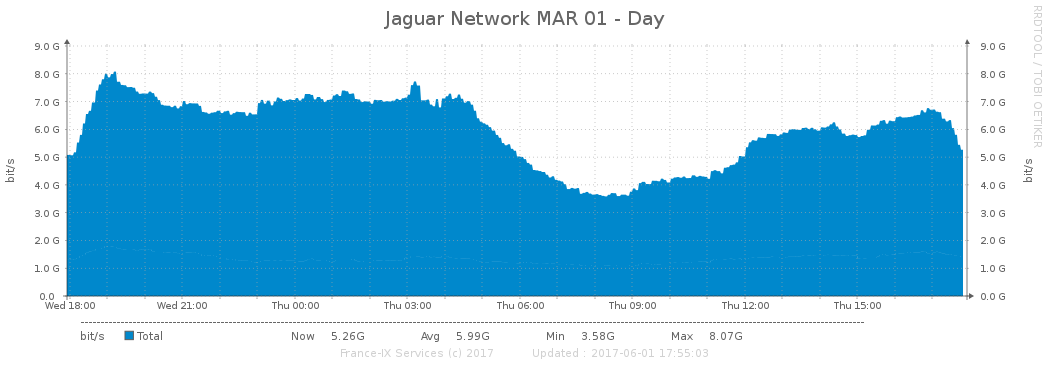 Jaguar Network MAR 01 - Day
RRDTOOL / TOBI OETIKER
bit/s
9.0 G
8.0 G
7.0 G
6.0 G
5.0 G
4.0 G
3.0 G
2.0 G
1.0 G
0.0
9.0 G
8.0 G
7.0 G
6.0 G
5.0 G
4.0 G
3.0 G
2.0 G
1.0 G
0.0 G
bit/s
Wed 18:00 Wed 21:00 Thu 00:00 Thu 03:00 Thu 06:00 Thu 09:00 Thu 12:00 Thu 15:00
bit/s Total Now 5.26G Avg 5.99G Min 3.58G Max 8.07G
France-IX Services (c) 2017 Updated : 2017-06-01 17:55:03